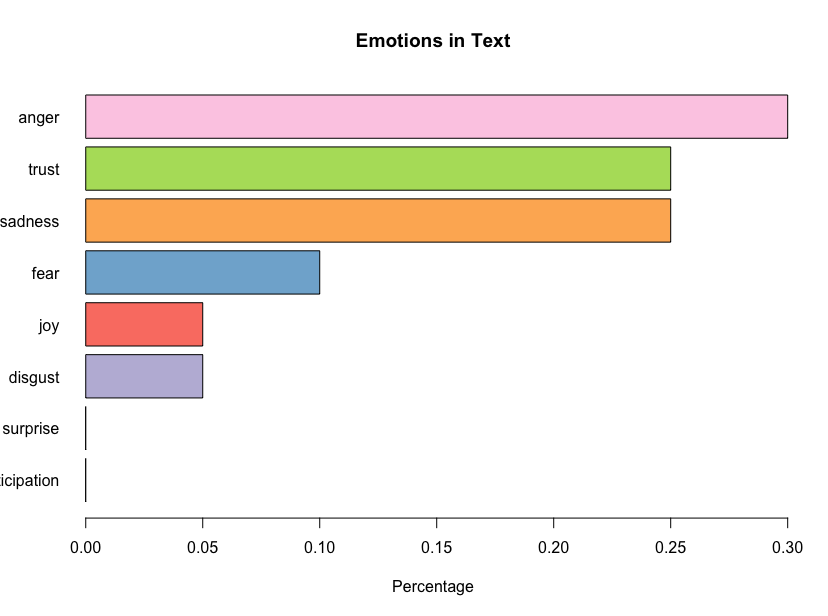 Emotions in Text
anger
trust
sadness
fear
joy
disgust
surprise
icipation
0.00 0.05 0.10 0.15 0.20 0.25 0.30
Percentage